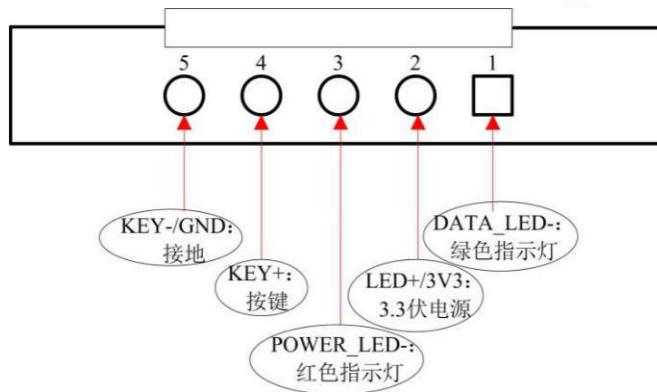 5 4 3 2 1
KEY-/GND:
接地
KEY+:
按键
POWER_LED-:
红色指示灯
LED+/3V3:
3.3伏电源
DATA_LED-:
绿色指示灯